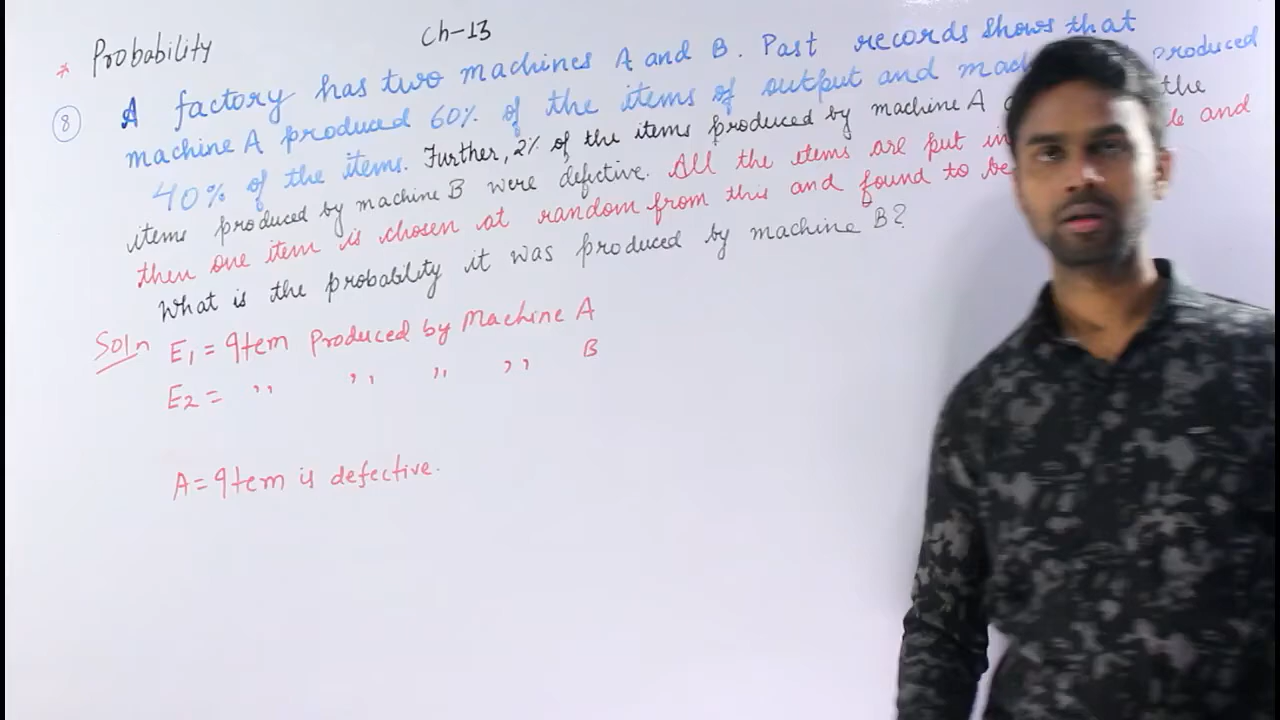 * Probability Ch-13
8 A factory has two machines A and B. Past records shows that
machine A produced 60% of the items of output and mach produced
40% of the items. Further, 2% of the items produced by machine A the
items produced by machine B were defective. All the items are put in and
then one item is chosen at random from this and found to be
What is the probability it was produced by machine B?
Soln E1 = Item Produced by Machine A
E2 = ,, ,, ,, ,, B
A = Item is defective.